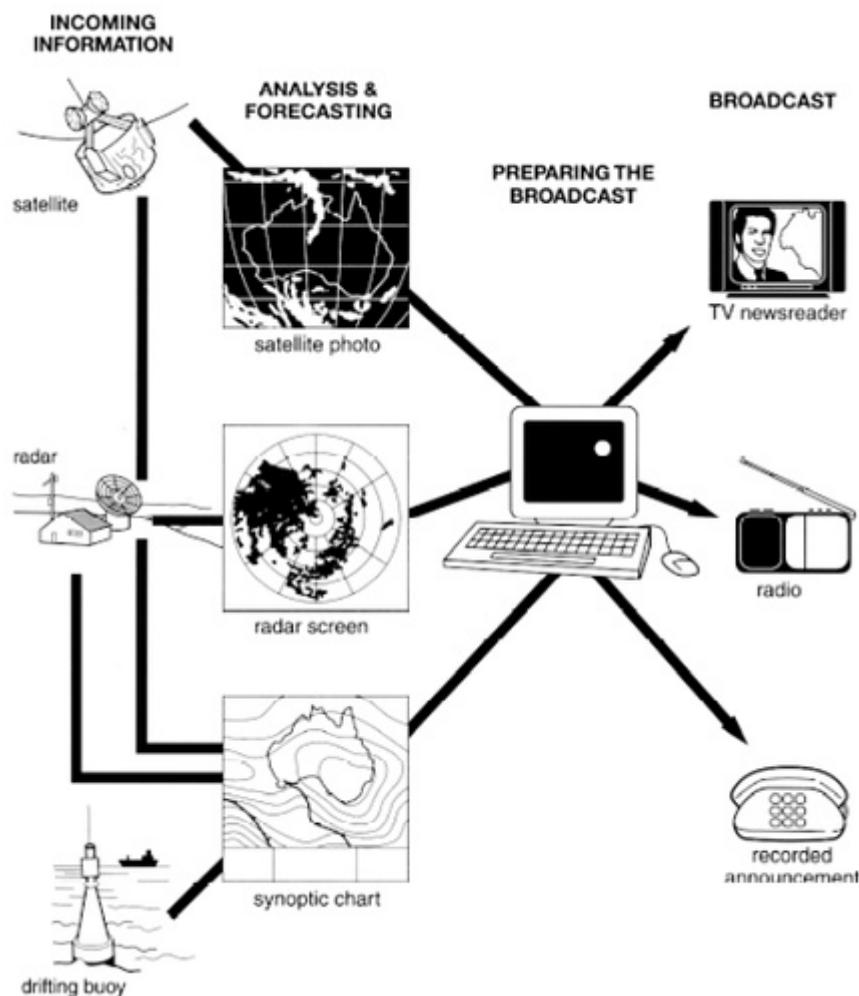 INCOMING
INFORMATION
ANALYSIS &
FORECASTING
PREPARING THE
BROADCAST
BROADCAST
satellite
satellite photo
TV newsreader
radar
radar screen
radio
synoptic chart
recorded
announcement
drifting buoy